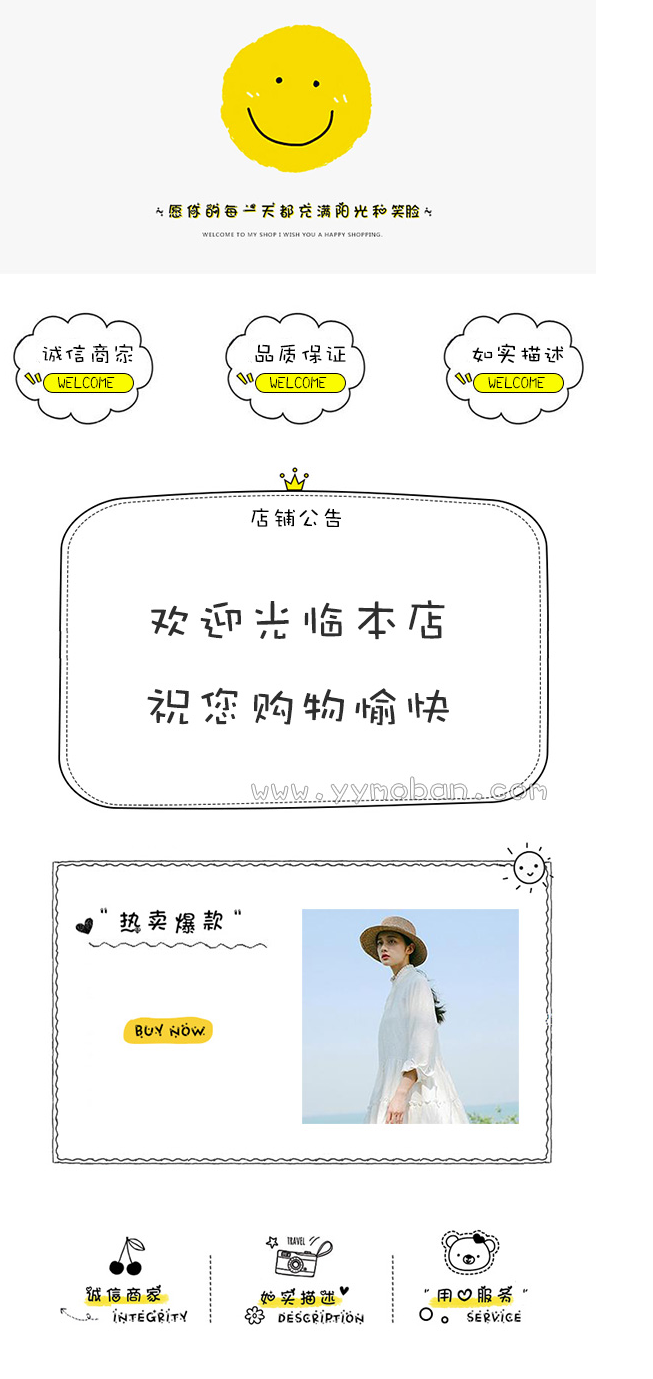 愿你的每一天都充满阳光和笑脸
WELCOME TO MY SHOP I WISH YOU A HAPPY SHOPPING.
诚信商家
WELCOME
品质保证
WELCOME
如实描述
WELCOME
店铺公告
欢迎光临本店
祝您购物愉快
www.yymoban.com
"热卖爆款"
BUY NOW
诚信商家
INTEGRITY
TRAVEL
如实描述
DESCRIPTION
"用♡服务"
SERVICE